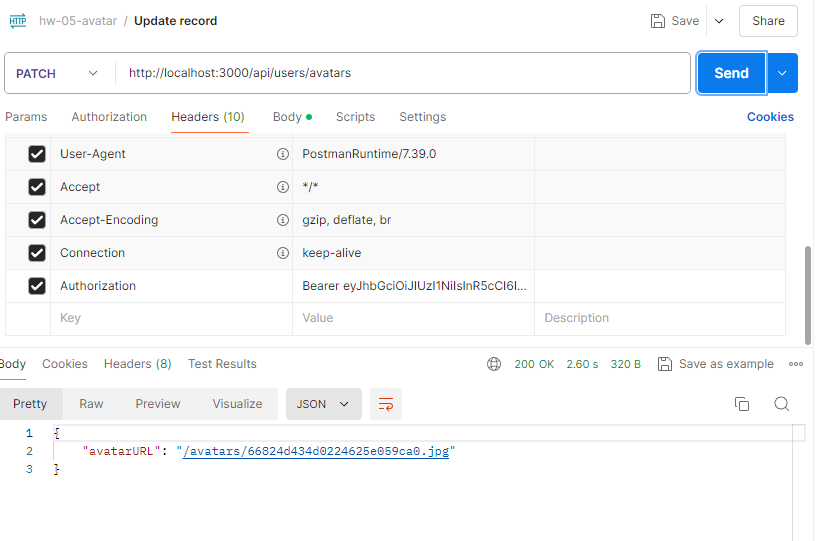 HTTP hw-05-avatar / Update record Save Share
PATCH http://localhost:3000/api/users/avatars Send
Params Authorization Headers (10) Body Scripts Settings Cookies
User-Agent PostmanRuntime/7.39.0
Accept */*
Accept-Encoding gzip, deflate, br
Connection keep-alive
Authorization Bearer eyJhbGciOiJIUzI1NiIsInR5cCI6I...
Key Value Description
Body Cookies Headers (8) Test Results 200 OK 2.60 s 320 B Save as example
Pretty Raw Preview Visualize JSON
1 {
2 "avatarURL": "/avatars/66824d434d0224625e059ca0.jpg"
3 }